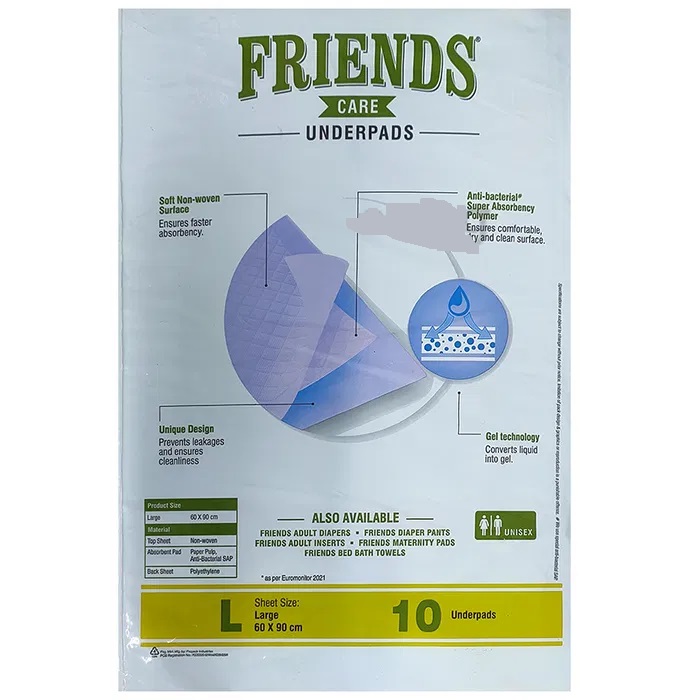 FRIENDS®
CARE
UNDERPADS
Soft Non-woven
Surface
Ensures faster
absorbency.
Anti-bacterial#
Super Absorbency
Polymer
Ensures comfortable,
dry and clean surface.
Unique Design
Prevents leakages
and ensures
cleanliness
Gel technology
Converts liquid
into gel.
Product Size
Large 60 X 90 cm
Material
Top Sheet Non-woven
Absorbent Pad Paper Pulp,
Anti-Bacterial SAP
Back Sheet Polyethylene
ALSO AVAILABLE
FRIENDS ADULT DIAPERS • FRIENDS DIAPER PANTS
FRIENDS ADULT INSERTS • FRIENDS MATERNITY PADS
FRIENDS BED BATH TOWELS
UNISEX
* as per Euromonitor 2021
L
Sheet Size:
Large
60 X 90 cm
10 Underpads